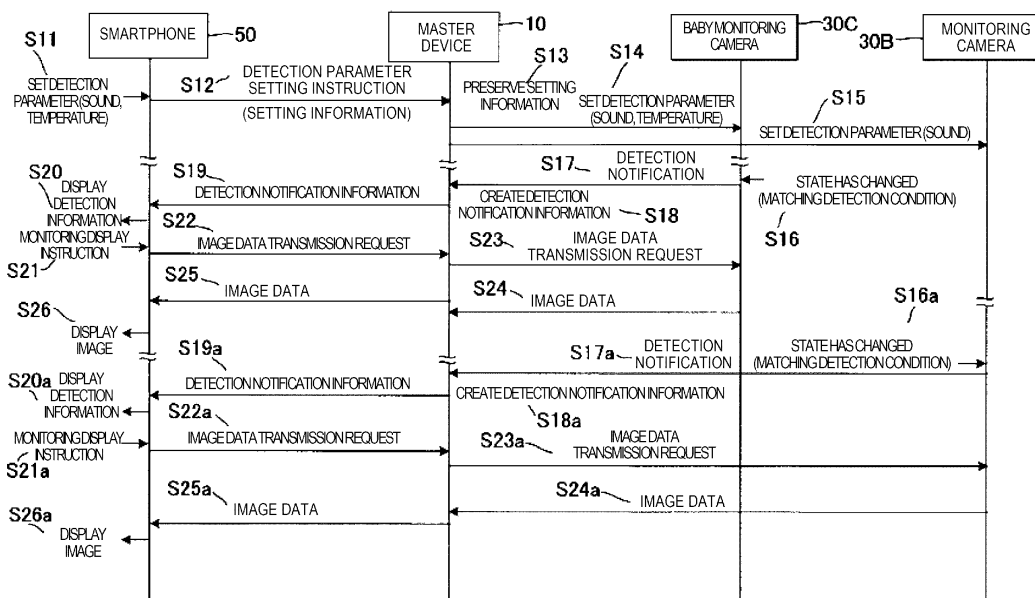 SMARTPHONE
50
MASTER
DEVICE
10
BABY MONITORING
CAMERA
30C
30B
MONITORING
CAMERA
S11
SET DETECTION
PARAMETER (SOUND,
TEMPERATURE)
S12
DETECTION PARAMETER
SETTING INSTRUCTION
(SETTING INFORMATION)
S13
PRESERVE SETTING
INFORMATION
S14
SET DETECTION PARAMETER
(SOUND, TEMPERATURE)
S15
SET DETECTION PARAMETER (SOUND)
STATE HAS CHANGED
(MATCHING DETECTION CONDITION)
S16
S17
DETECTION
NOTIFICATION
CREATE DETECTION
NOTIFICATION INFORMATION
S18
S19
DETECTION NOTIFICATION INFORMATION
S20
DISPLAY
DETECTION
INFORMATION
MONITORING DISPLAY
INSTRUCTION
S21
S22
IMAGE DATA TRANSMISSION REQUEST
S23
IMAGE DATA
TRANSMISSION REQUEST
S24
IMAGE DATA
S25
IMAGE DATA
S26
DISPLAY
IMAGE
S16a
STATE HAS CHANGED
(MATCHING DETECTION CONDITION)
S17a
DETECTION
NOTIFICATION
CREATE DETECTION NOTIFICATION INFORMATION
S18a
S19a
DETECTION NOTIFICATION INFORMATION
S20a
DISPLAY
DETECTION
INFORMATION
MONITORING DISPLAY
INSTRUCTION
S21a
S22a
IMAGE DATA TRANSMISSION REQUEST
S23a
IMAGE DATA
TRANSMISSION REQUEST
S24a
IMAGE DATA
S25a
IMAGE DATA
S26a
DISPLAY
IMAGE